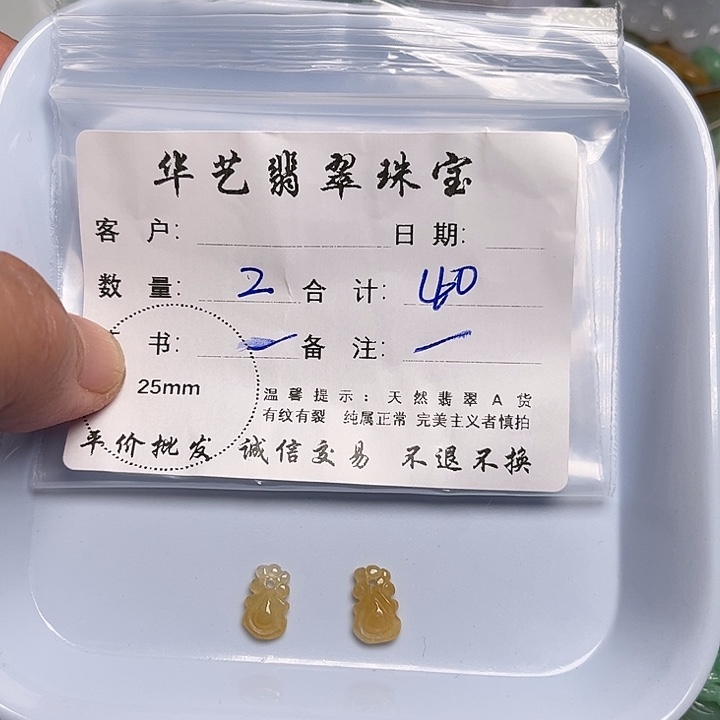 华艺翡翠珠宝
客 户: 日 期:
数 量: 2 合 计: 460
书: 备 注:
25mm
温馨提示：天然翡翠A货
有纹有裂 纯属正常 完美主义者慎拍
平价批发 诚信交易 不退不换